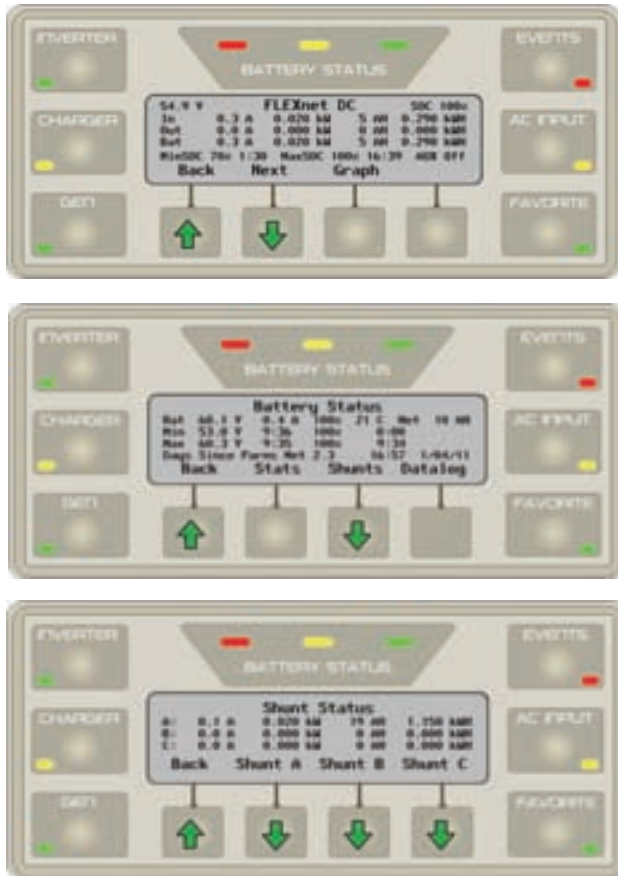 INVERTER
EVENTS
BATTERY STATUS
CHARGER
AC INPUT
GEN
FAVORITE
54.9 V FLEXnet DC SOC 100%
In 0.3 A 0.020 kW 5 AH 0.290 kWH
Out 0.0 A 0.000 kW 0 AH 0.000 kWH
Bat 0.3 A 0.020 kW 5 AH 0.290 kWH
MinSOC 78% 1/30 MaxSOC 100% 16:39 AUX Off
Back Next Graph
INVERTER
EVENTS
BATTERY STATUS
CHARGER
AC INPUT
GEN
FAVORITE
Battery Status
Bat 60.1 V 0.4 A 100% 21 C Net 10 AH
Min 53.0 V 9:36 100% 0:00
Max 60.3 V 9:35 100% 9:34
Days Since Parms Met 2.3 16:57 1/04/11
Back Stats Shunts Datalog
INVERTER
EVENTS
BATTERY STATUS
CHARGER
AC INPUT
GEN
FAVORITE
Shunt Status
A: 0.1 A 0.020 kW 19 AH 1.150 kWH
B: 0.0 A 0.000 kW 0 AH 0.000 kWH
C: 0.0 A 0.000 kW 0 AH 0.000 kWH
Back Shunt A Shunt B Shunt C